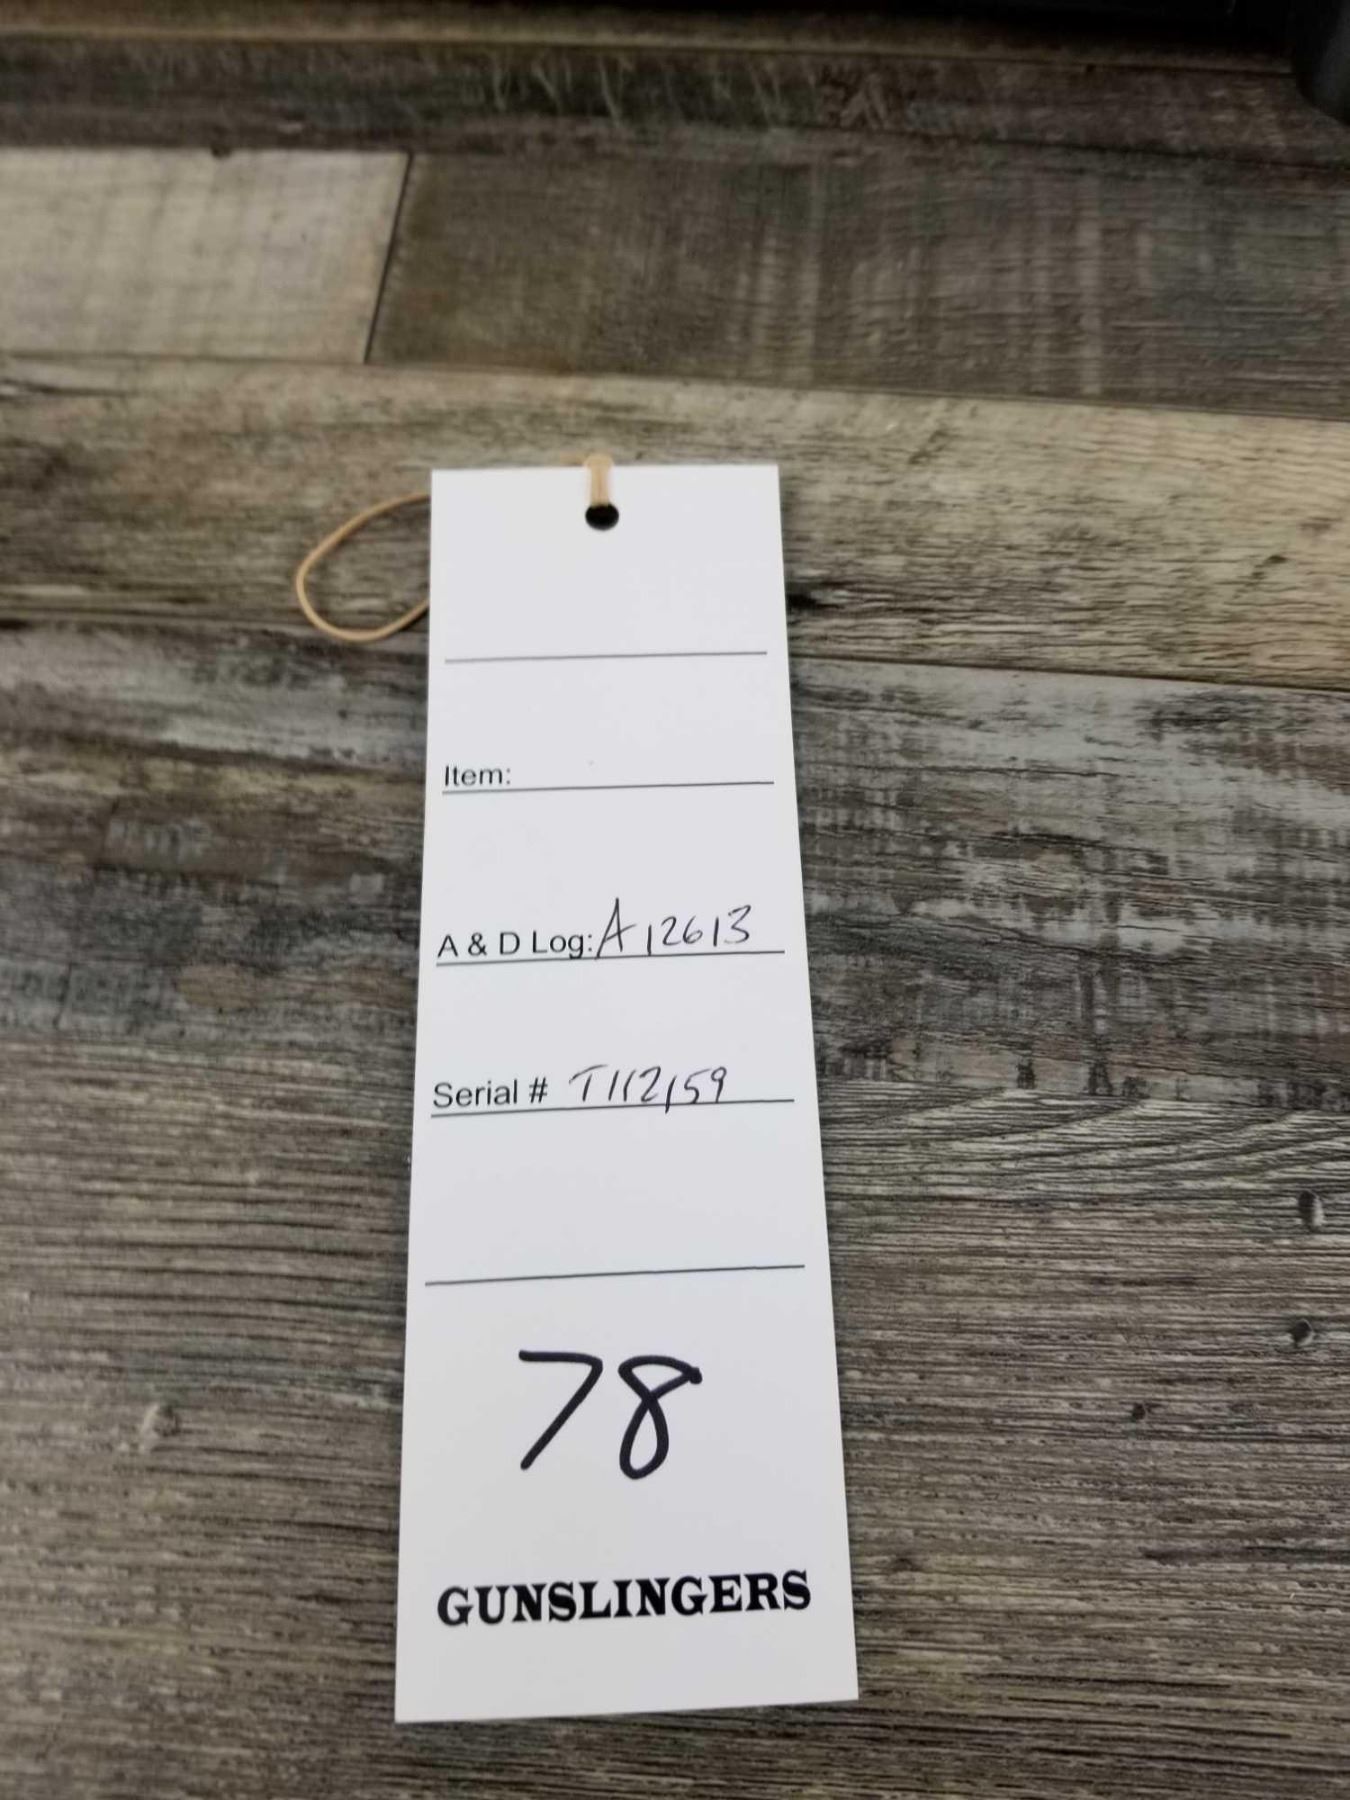 Item:
A & D Log: A12613
Serial # T112159
78
GUNSLINGERS